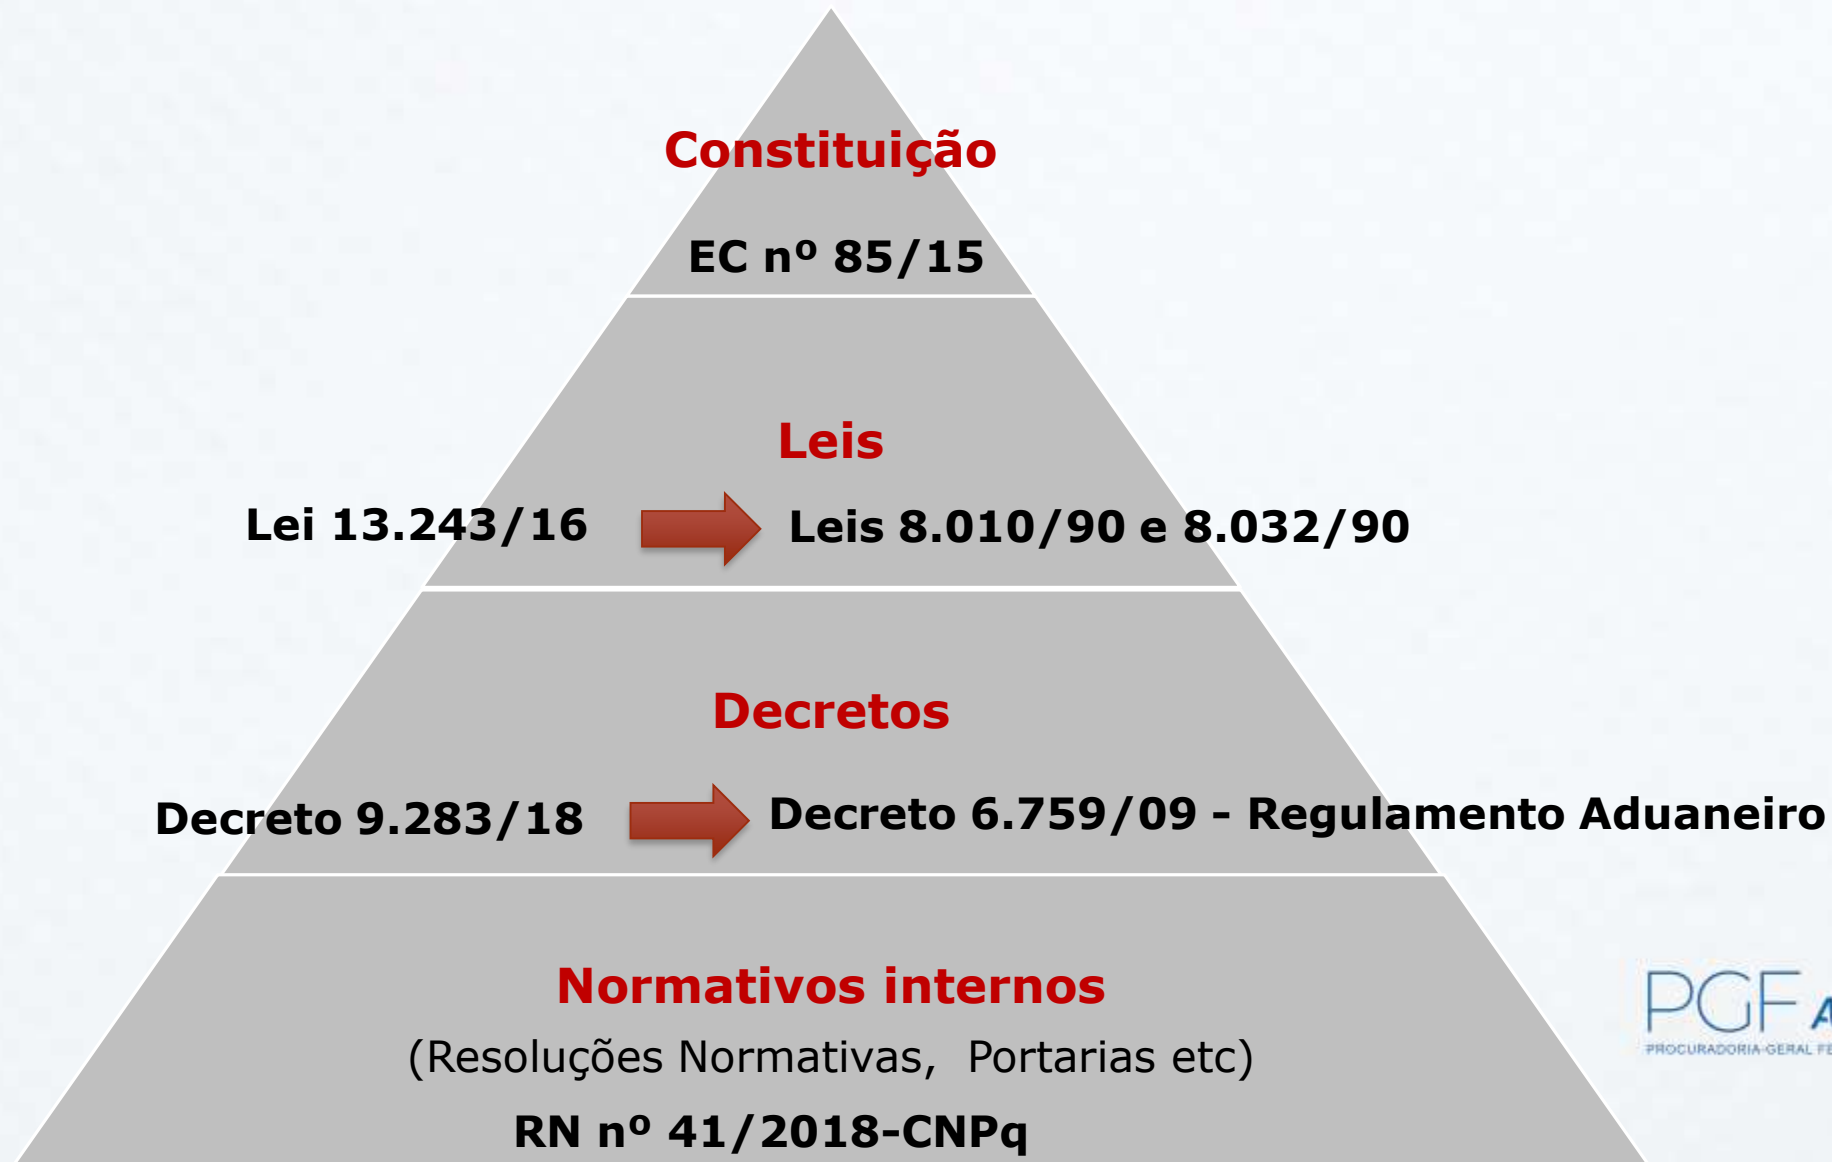 Constituição
EC nº 85/15
Leis
Lei 13.243/16 Leis 8.010/90 e 8.032/90
Decretos
Decreto 9.283/18 Decreto 6.759/09 - Regulamento Aduaneiro
Normativos internos
(Resoluções Normativas, Portarias etc)
RN nº 41/2018-CNPq
PGF
PROCURADORIA-GERAL